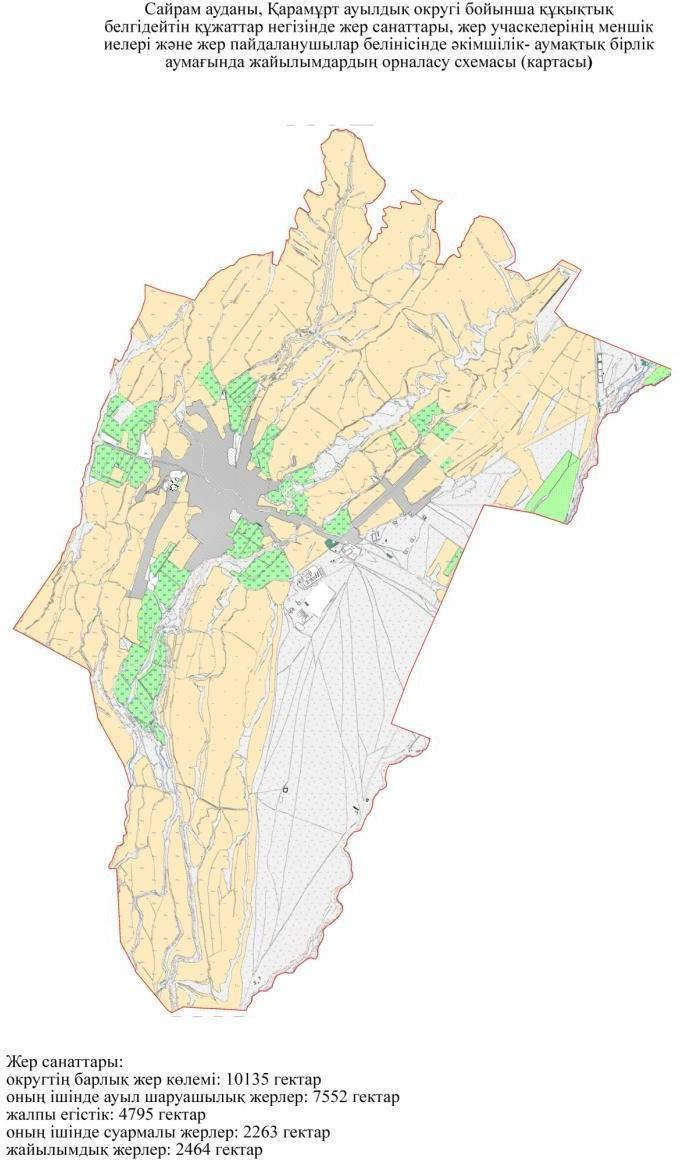 Сайрам ауданы, Қарамұрт ауылдық округі бойынша құқықтық
белгідейтін құжаттар негізінде жер санаттары, жер учаскелерінің меншік
иелері және жер пайдаланушылар белінісінде әкімшілік- аумақтық бірлік
аумағында жайылымдардың орналасу схемасы (картасы)
Жер санаттары:
округтің барлық жер көлемі: 10135 гектар
оның ішінде ауыл шаруашылық жерлер: 7552 гектар
жалпы егістік: 4795 гектар
оның ішінде суармалы жерлер: 2263 гектар
жайылымдық жерлер: 2464 гектар